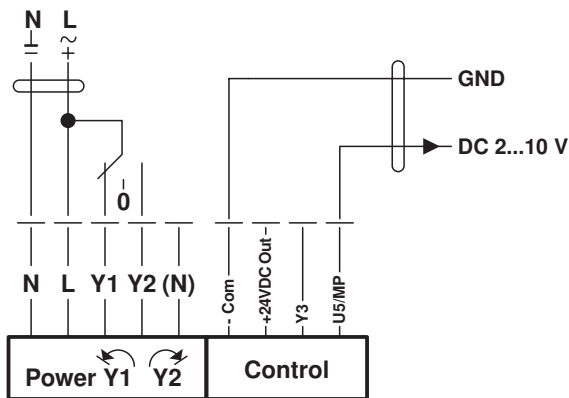 N L
GND
DC 2...10 V
0
N L Y1 Y2 (N)
- Com
+24VDC Out
Y3
U5/MP
Power Y1 Y2
Control